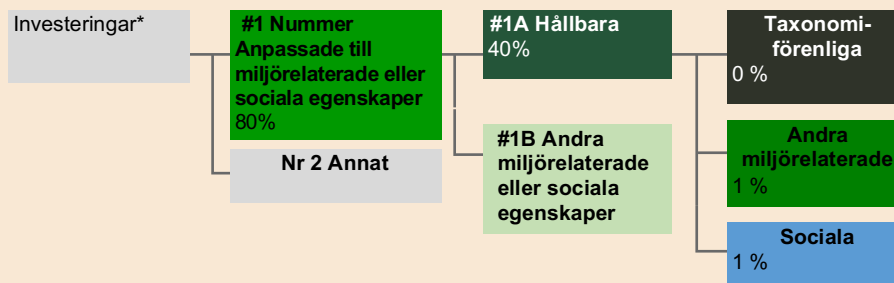 Investeringar*
#1 Nummer
Anpassade till
miljörelaterade eller
sociala egenskaper
80%
Nr 2 Annat
#1A Hållbara
40%
#1B Andra
miljörelaterade
eller sociala
egenskaper
Taxonomi-
förenliga
0 %
Andra
miljörelaterade
1 %
Sociala
1 %